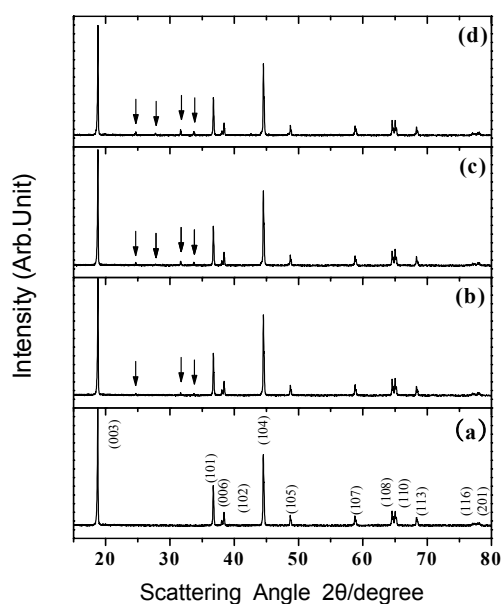 (d)
(c)
(b)
(a)
Intensity (Arb.Unit)
(003)
(101)
(006)
(102)
(104)
(105)
(107)
(108)
(110)
(113)
(116)
(201)
20 30 40 50 60 70 80
Scattering Angle 2θ/degree